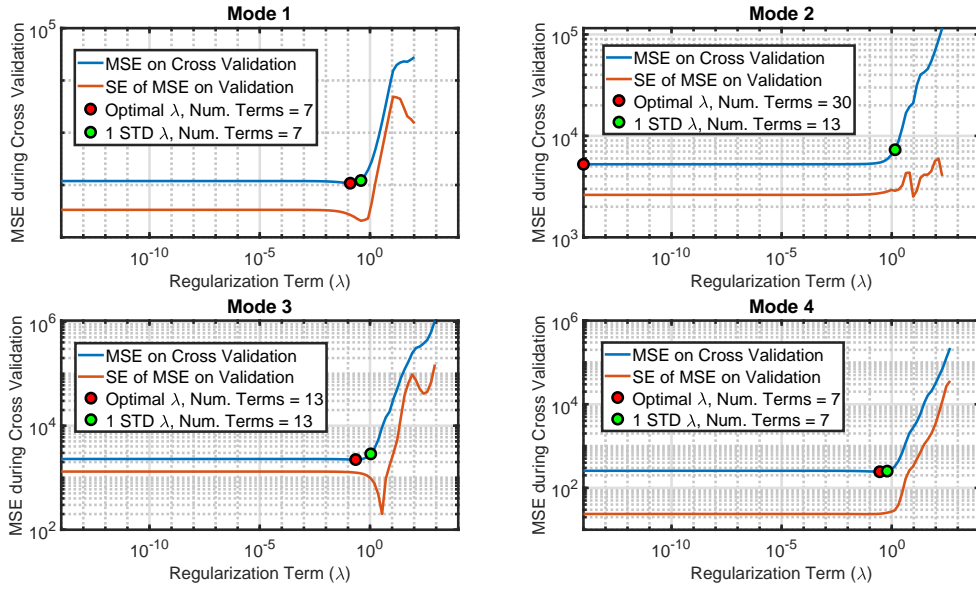 Mode 1
MSE during Cross Validation
10^5
MSE on Cross Validation
SE of MSE on Validation
Optimal λ, Num. Terms = 7
1 STD λ, Num. Terms = 7
10^-10
10^-5
10^0
Regularization Term (λ)
Mode 2
MSE during Cross Validation
10^5
10^4
10^3
MSE on Cross Validation
SE of MSE on Validation
Optimal λ, Num. Terms = 30
1 STD λ, Num. Terms = 13
10^-10
10^-5
10^0
Regularization Term (λ)
Mode 3
MSE during Cross Validation
10^6
10^4
10^2
MSE on Cross Validation
SE of MSE on Validation
Optimal λ, Num. Terms = 13
1 STD λ, Num. Terms = 13
10^-10
10^-5
10^0
Regularization Term (λ)
Mode 4
MSE during Cross Validation
10^6
10^4
10^2
MSE on Cross Validation
SE of MSE on Validation
Optimal λ, Num. Terms = 7
1 STD λ, Num. Terms = 7
10^-10
10^-5
10^0
Regularization Term (λ)